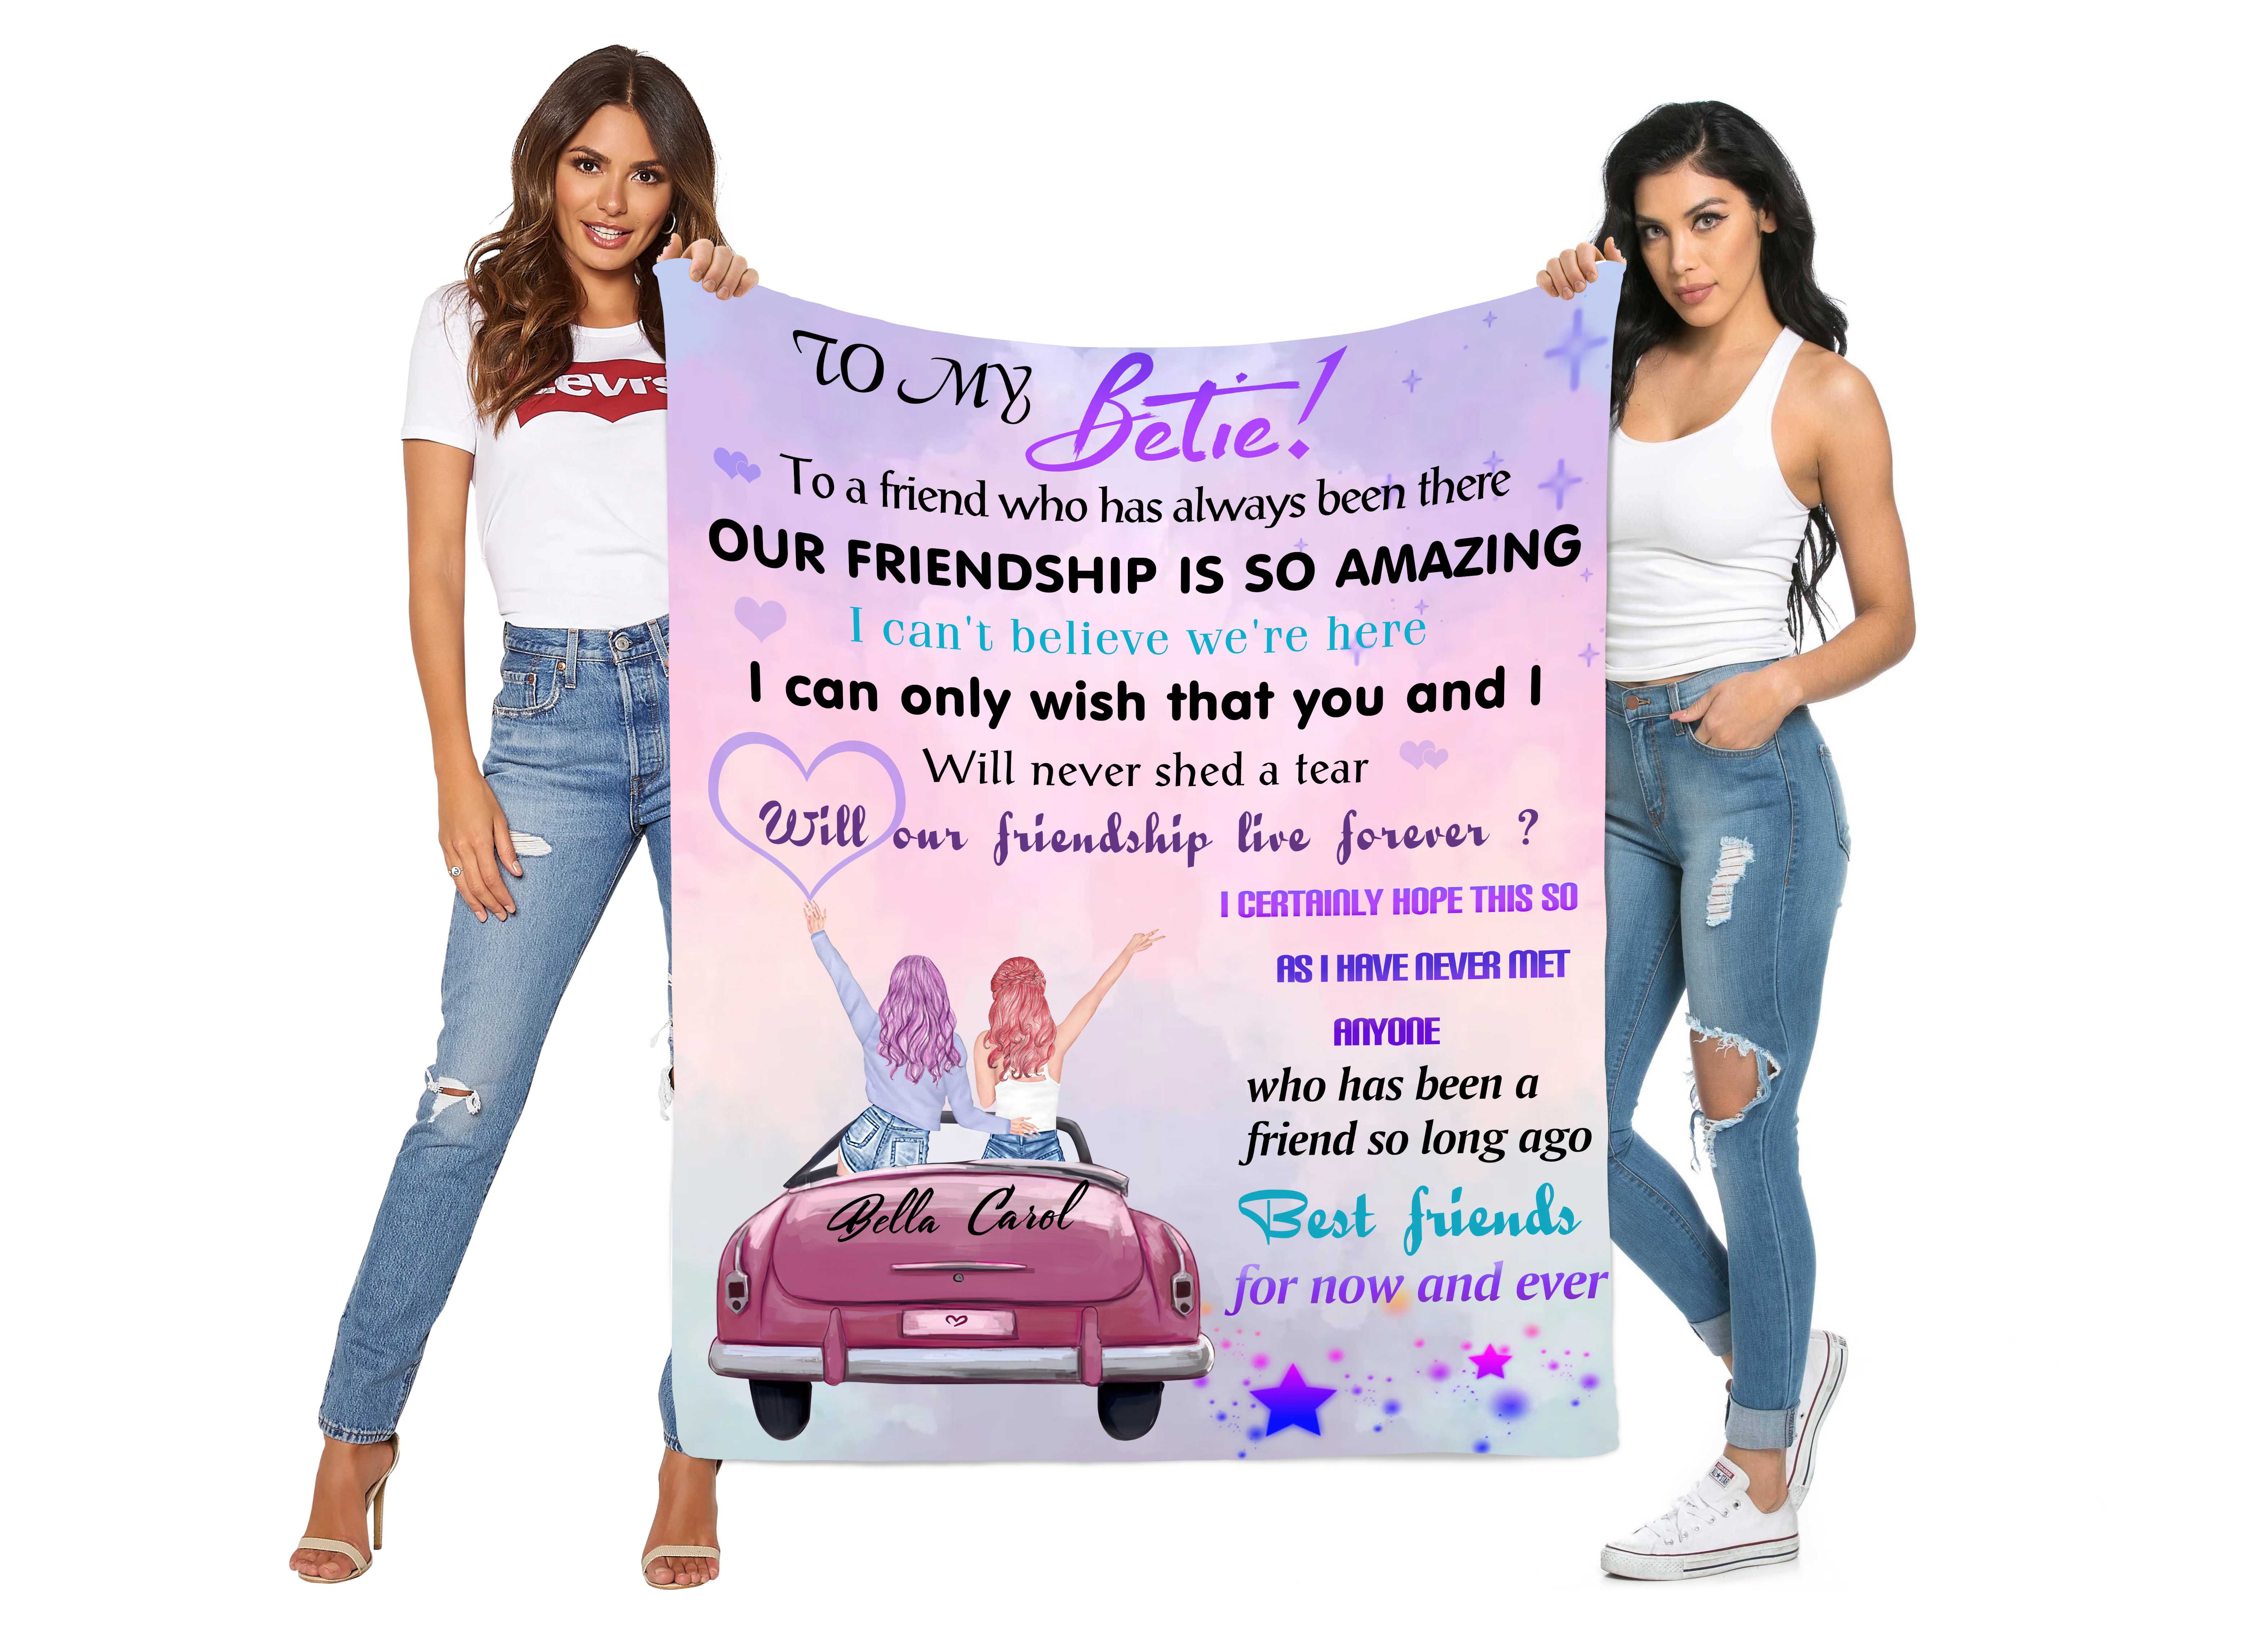 TO MY Betie!
To a friend who has always been there
OUR FRIENDSHIP IS SO AMAZING
I can't believe we're here
I can only wish that you and I
Will never shed a tear
Will our friendship live forever ?
I CERTAINLY HOPE THIS SO
AS I HAVE NEVER MET
ANYONE
who has been a
friend so long ago
Best friends
for now and ever
Bella Carol
Levi's